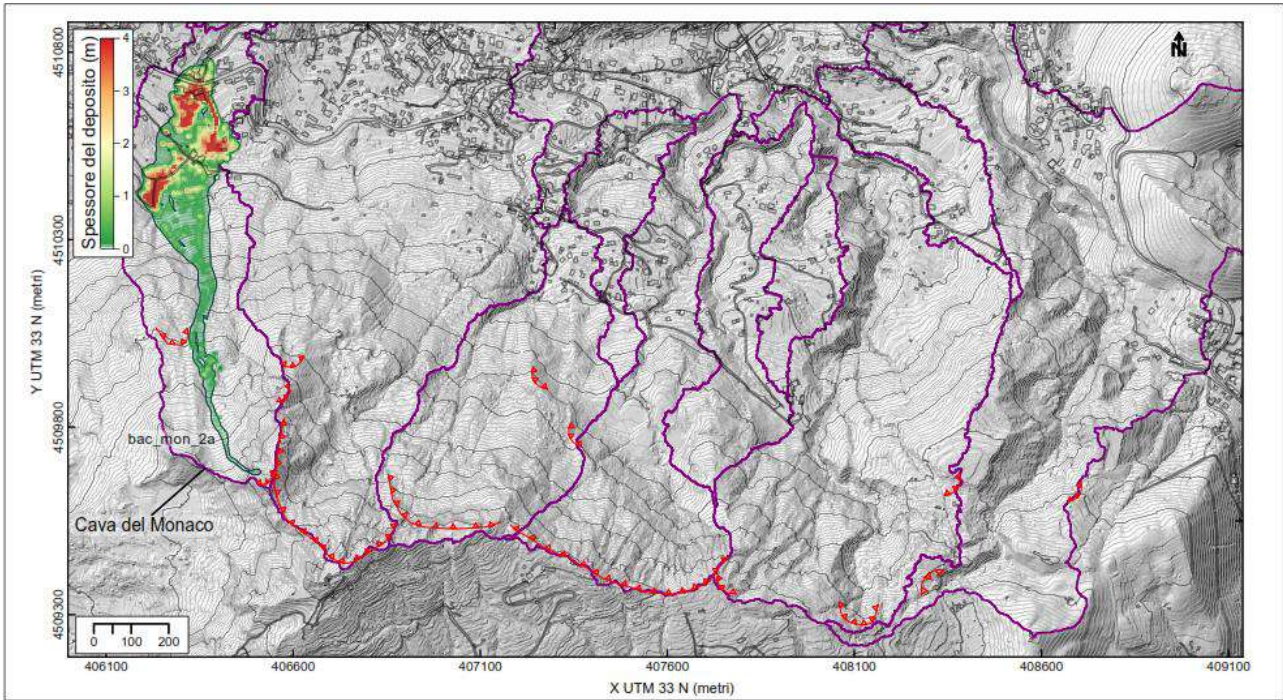 Spessore del deposito (m)
4
3
2
1
0
N
4510800
4510300
4509800
4509300
Y UTM 33 N (metri)
bac_mon_2a
Cava del Monaco
0 100 200
406100 406600 407100 407600 408100 408600 409100
X UTM 33 N (metri)